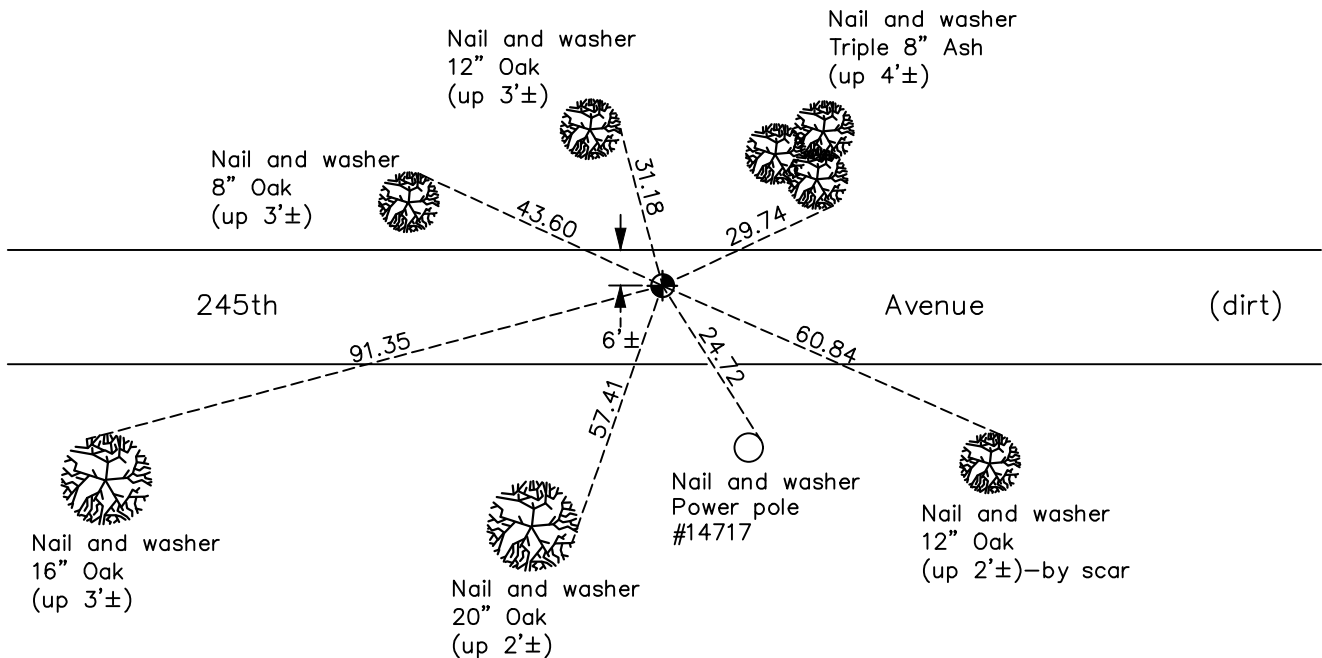 Nail and washer
Triple 8” Ash
(up 4'±)
Nail and washer
12” Oak
(up 3'±)
Nail and washer
8” Oak
(up 3'±)
31.18
43.60
29.74
245th Avenue (dirt)
6'±
91.35
24.72
60.84
57.41
Nail and washer
Power pole
#14717
Nail and washer
12” Oak
(up 2'±)–by scar
Nail and washer
16” Oak
(up 3'±)
Nail and washer
20” Oak
(up 2'±)